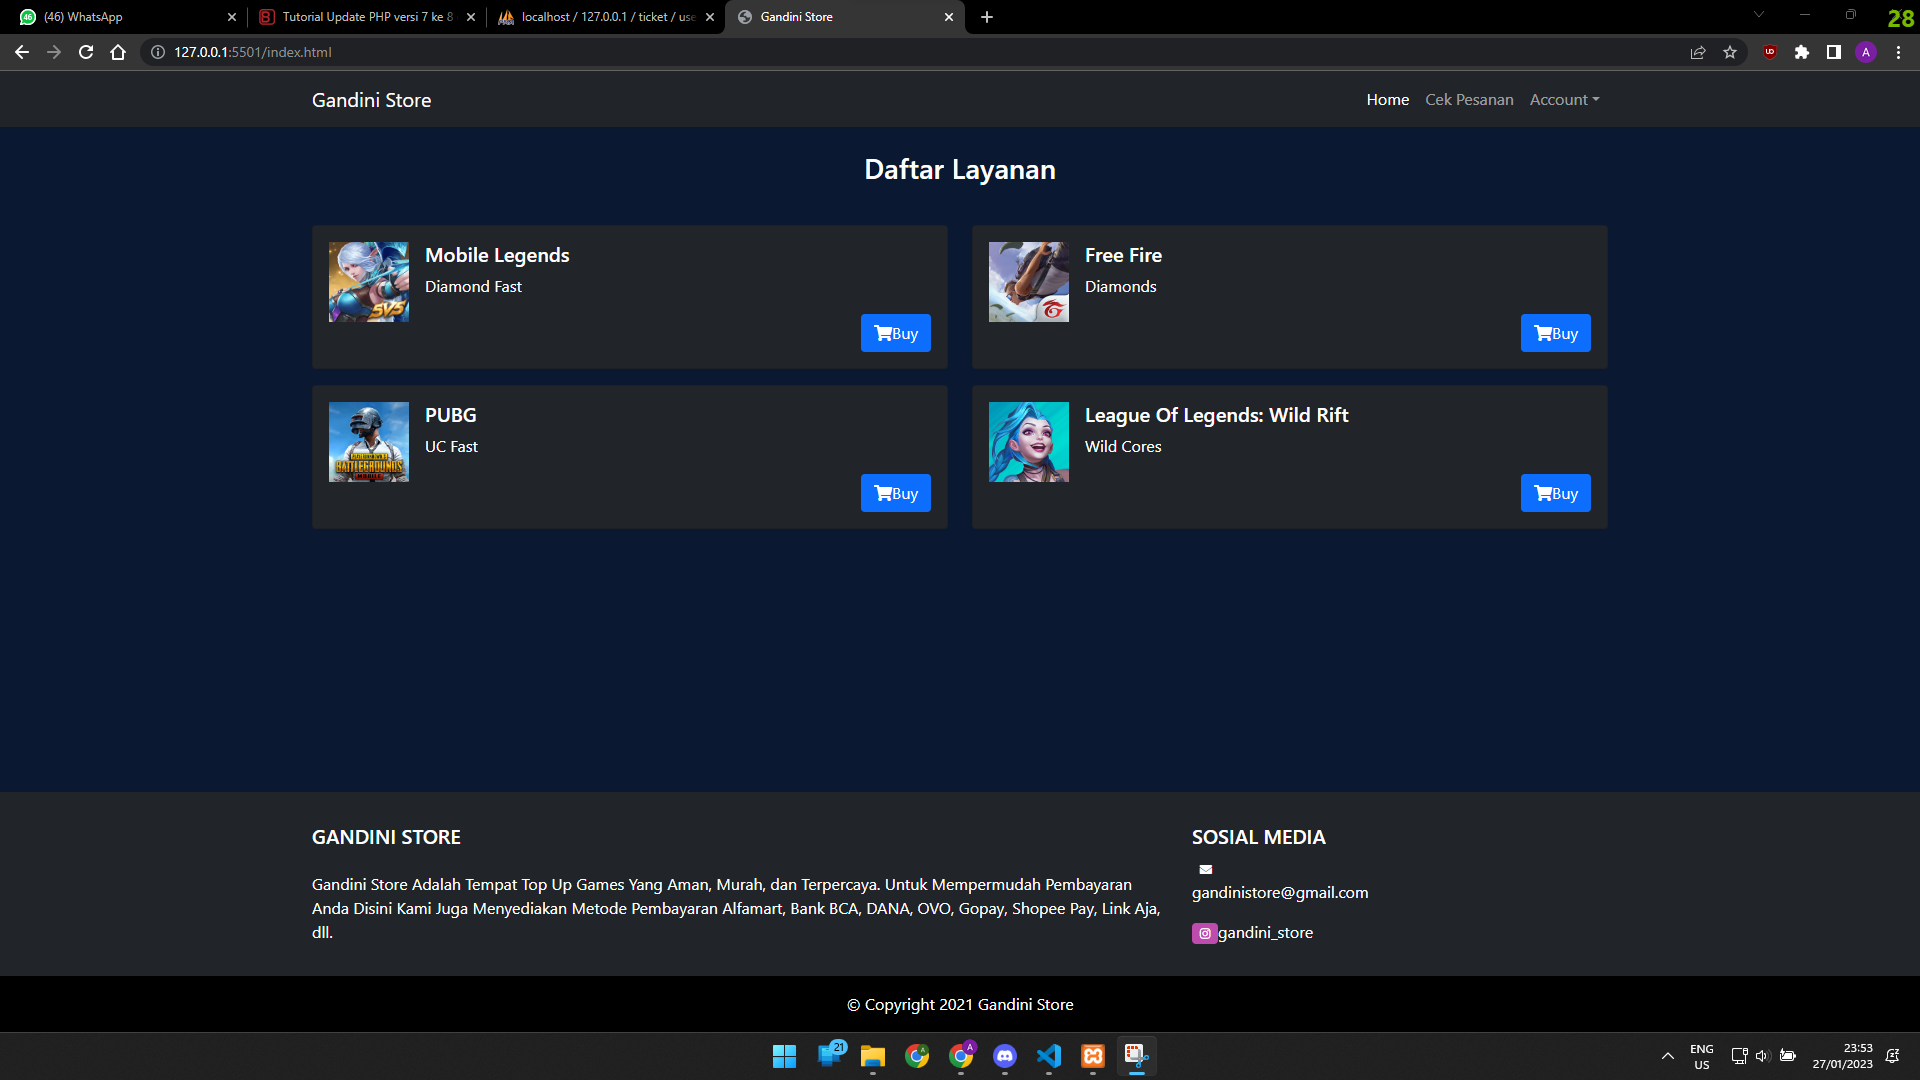 (46) WhatsApp
Tutorial Update PHP versi 7 ke 8
localhost / 127.0.0.1 / ticket / use
Gandini Store
28
127.0.0.1:5501/index.html
A
Gandini Store
Home
Cek Pesanan
Account
Daftar Layanan
Mobile Legends
Diamond Fast
5V5
Buy
Free Fire
Diamonds
Buy
PUBG
UC Fast
BATTLEGROUNDS
MOBILE
Buy
League Of Legends: Wild Rift
Wild Cores
Buy
GANDINI STORE
Gandini Store Adalah Tempat Top Up Games Yang Aman, Murah, dan Terpercaya. Untuk Mempermudah Pembayaran
Anda Disini Kami Juga Menyediakan Metode Pembayaran Alfamart, Bank BCA, DANA, OVO, Gopay, Shopee Pay, Link Aja,
dll.
SOSIAL MEDIA
gandinistore@gmail.com
gandini_store
© Copyright 2021 Gandini Store
21
ENG
US
23:53
27/01/2023